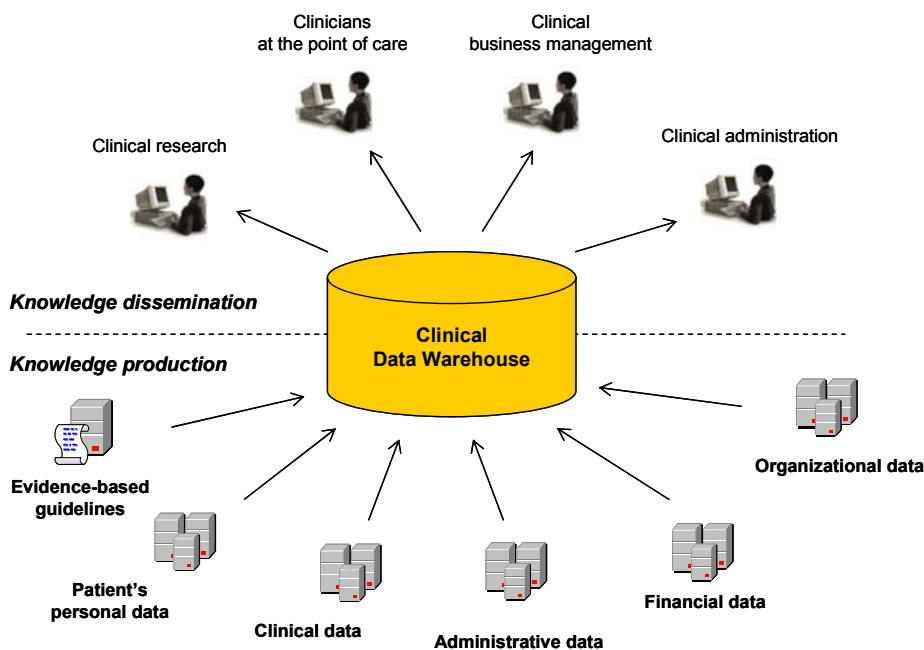 Clinicians
at the point of care
Clinical
business management
Clinical research
Clinical administration
Knowledge dissemination
Clinical
Data Warehouse
Knowledge production
Evidence-based
guidelines
Organizational data
Patient's
personal data
Clinical data
Administrative data
Financial data